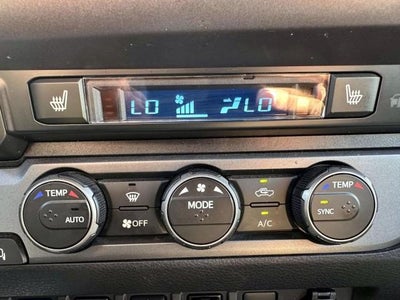 LO LO
TEMP TEMP
AUTO MODE SYNC
OFF A/C